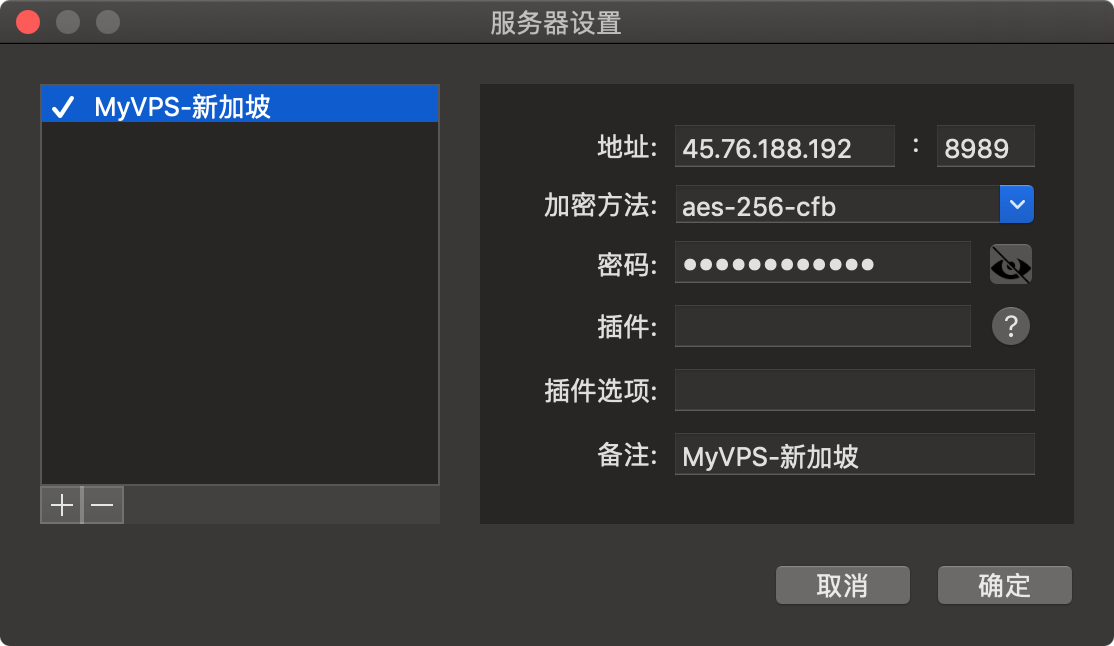 服务器设置
MyVPS-新加坡
地址: 45.76.188.192 : 8989
加密方法: aes-256-cfb
密码: ●●●●●●●●●●●●
插件: ?
插件选项:
备注: MyVPS-新加坡
取消 确定